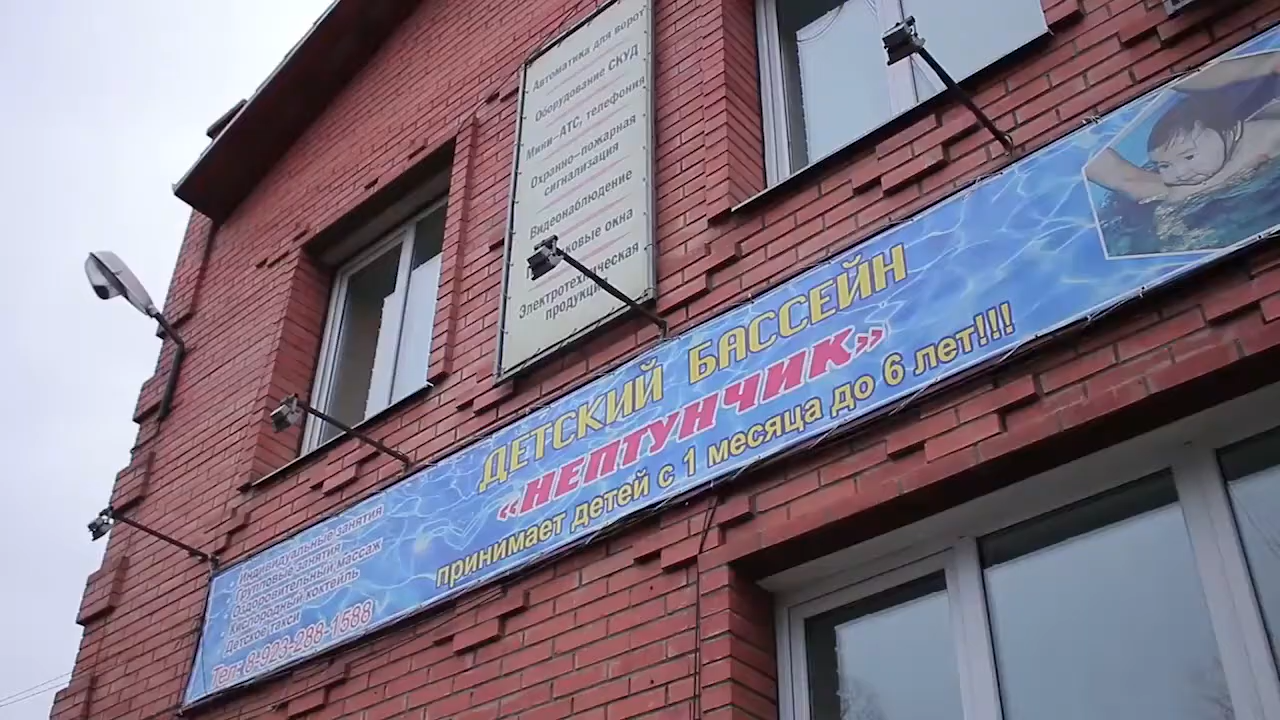 Автоматика для ворот
Оборудование СКУД
Мини-АТС, телефония
Охранно-пожарная
сигнализация
Видеонаблюдение
окна
Электротехническая
продукция
ДЕТСКИЙ БАССЕЙН
«НЕПТУНЧИК»
принимает детей с 1 месяца до 6 лет!!!
- Индивидуальные занятия
- Групповые занятия
- Оздоровительный массаж
- Кислородный коктейль
- Детское такси
Тел: 8-923-288-1588